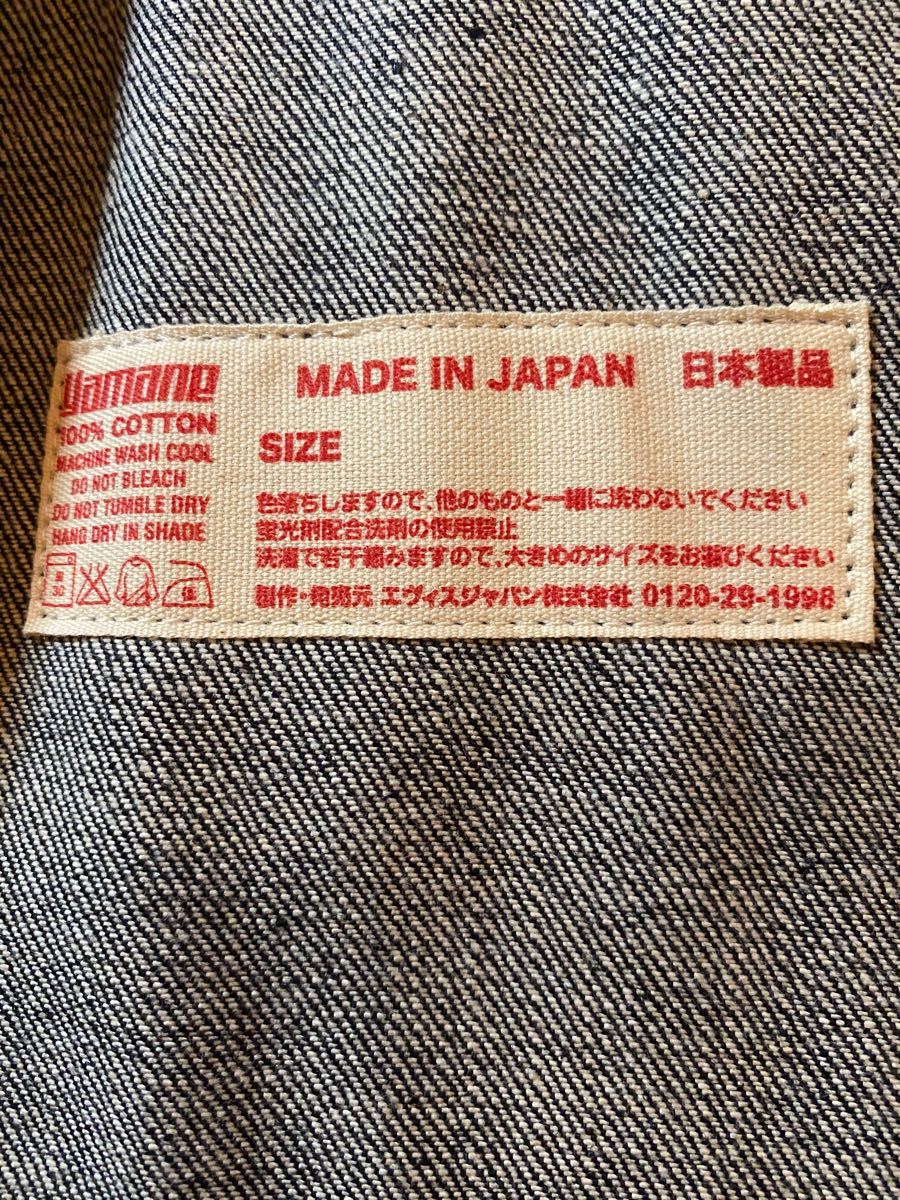 Yamane
MADE IN JAPAN 日本製品
100% COTTON
MACHINE WASH COOL
DO NOT BLEACH
DO NOT TUMBLE DRY
HANG DRY IN SHADE
SIZE
色落ちしますので、他のものと一緒に洗わないでください
蛍光剤配合洗剤の使用禁止
洗濯で若干縮みますので、大きめのサイズをお選びください
制作・発売元 エヴィスジャパン株式会社 0120-29-1998
30